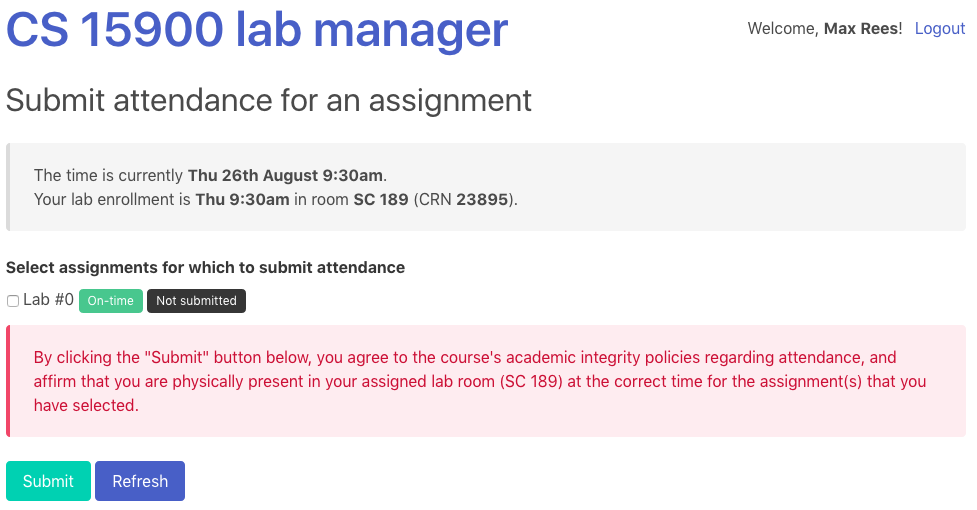 CS 15900 lab manager
Welcome, Max Rees! Logout
Submit attendance for an assignment
The time is currently Thu 26th August 9:30am.
Your lab enrollment is Thu 9:30am in room SC 189 (CRN 23895).
Select assignments for which to submit attendance
Lab #0 On-time Not submitted
By clicking the "Submit" button below, you agree to the course's academic integrity policies regarding attendance, and
affirm that you are physically present in your assigned lab room (SC 189) at the correct time for the assignment(s) that you
have selected.
Submit Refresh